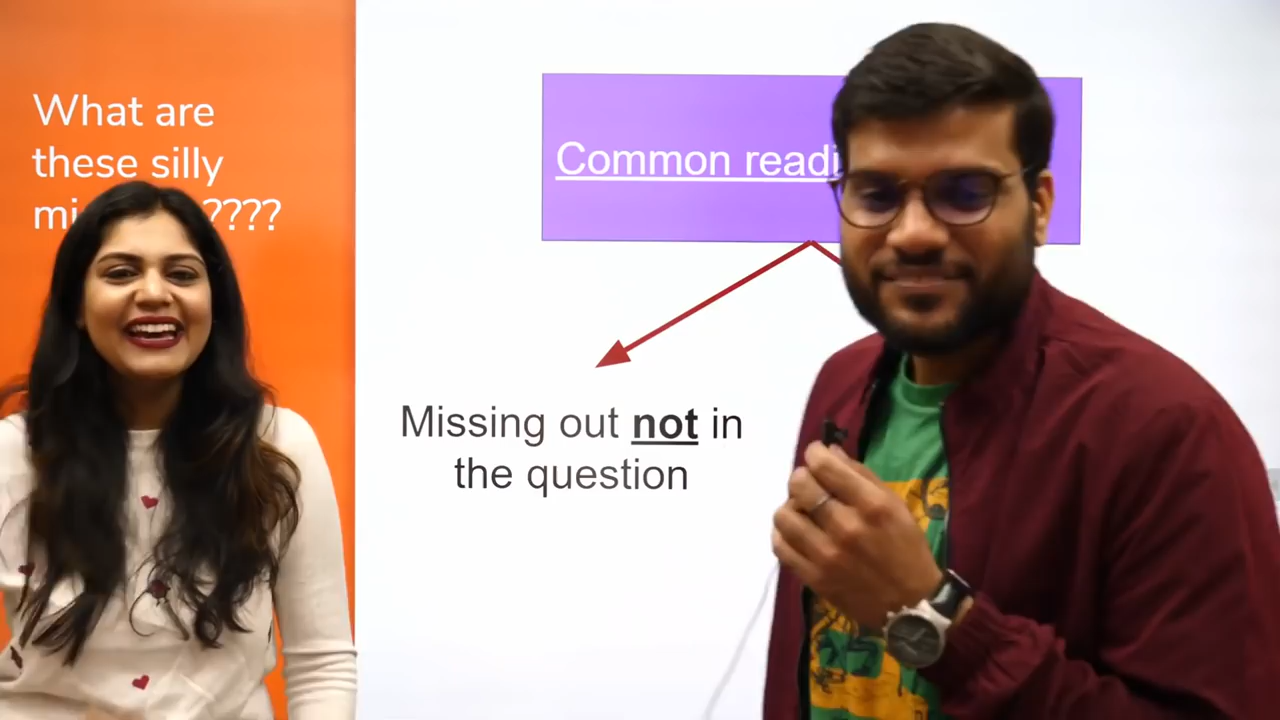 What are
these silly
????
Common
Missing out not in
the question